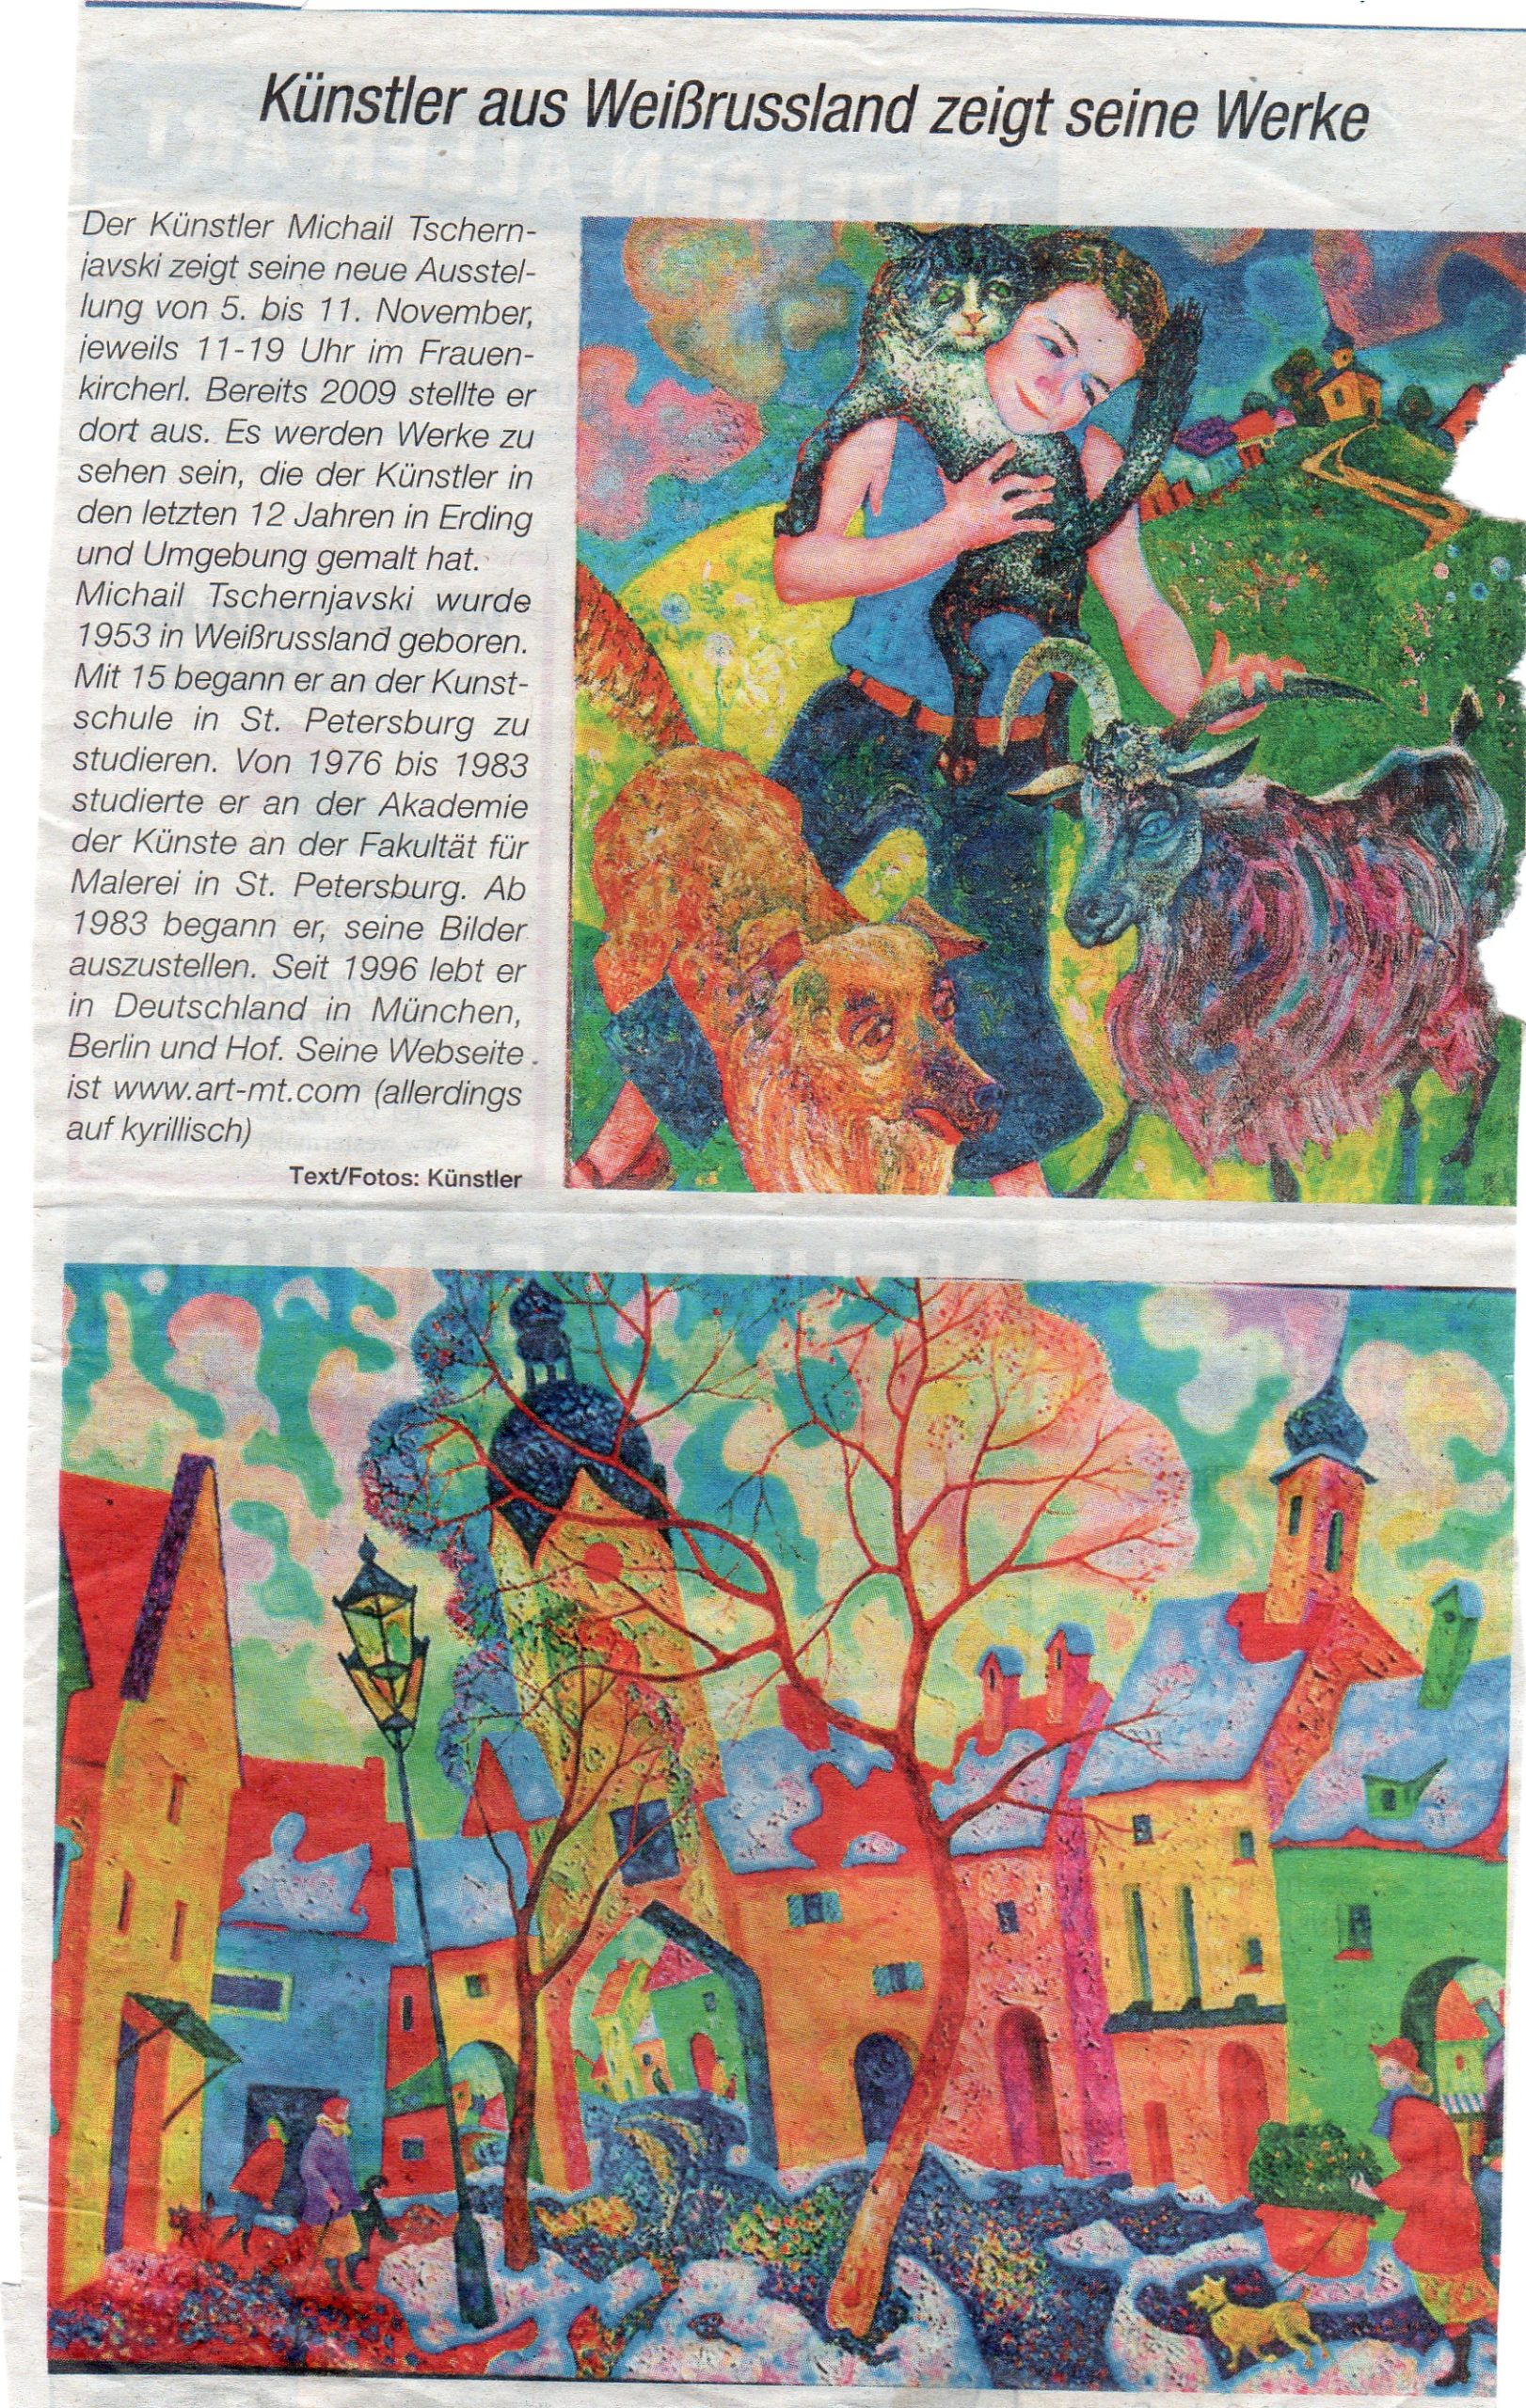 Künstler aus Weißrussland zeigt seine Werke
Der Künstler Michail Tschern-
javski zeigt seine neue Ausstel-
lung von 5. bis 11. November,
jeweils 11-19 Uhr im Frauen-
kircherl. Bereits 2009 stellte er
dort aus. Es werden Werke zu
sehen sein, die der Künstler in
den letzten 12 Jahren in Erding
und Umgebung gemalt hat.
Michail Tschernjavski wurde
1953 in Weißrussland geboren.
Mit 15 begann er an der Kunst-
schule in St. Petersburg zu
studieren. Von 1976 bis 1983
studierte er an der Akademie
der Künste an der Fakultät für
Malerei in St. Petersburg. Ab
1983 begann er, seine Bilder
auszustellen. Seit 1996 lebt er
in Deutschland in München,
Berlin und Hof. Seine Webseite
ist www.art-mt.com (allerdings
auf kyrillisch)
Text/Fotos: Künstler